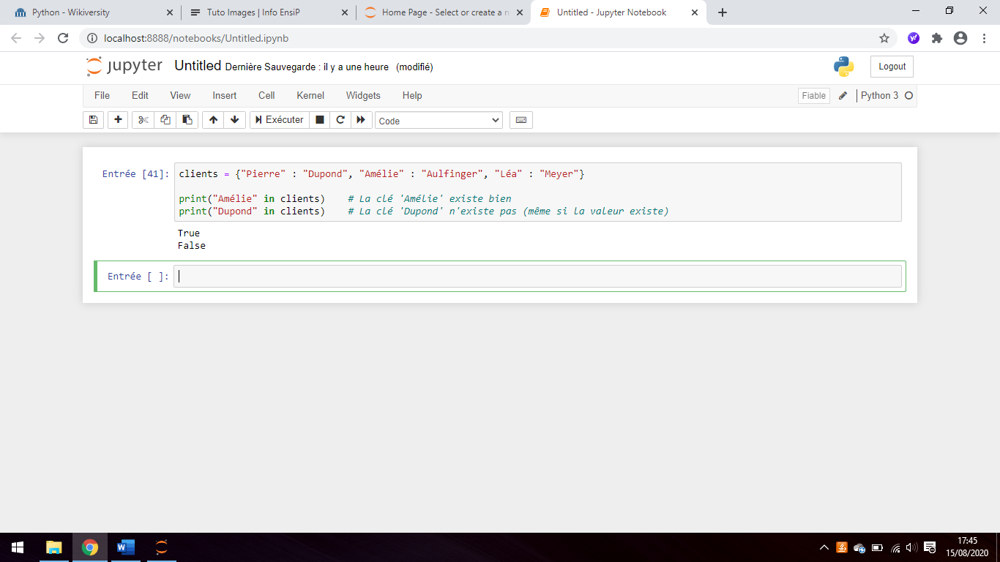 Python - Wikiversity
Tuto Images | Info EnsiP
Home Page - Select or create a n
Untitled - Jupyter Notebook
localhost:8888/notebooks/Untitled.ipynb
jupyter Untitled Dernière Sauvegarde : il y a une heure (modifié)
Logout
File Edit View Insert Cell Kernel Widgets Help
Fiable Python 3
Exécuter Code
Entrée [41]: clients = {"Pierre" : "Dupond", "Amélie" : "Aulfinger", "Léa" : "Meyer"}
print("Amélie" in clients) # La clé 'Amélie' existe bien
print("Dupond" in clients) # La clé 'Dupond' n'existe pas (même si la valeur existe)
True
False
Entrée [ ]:
17:45
15/08/2020